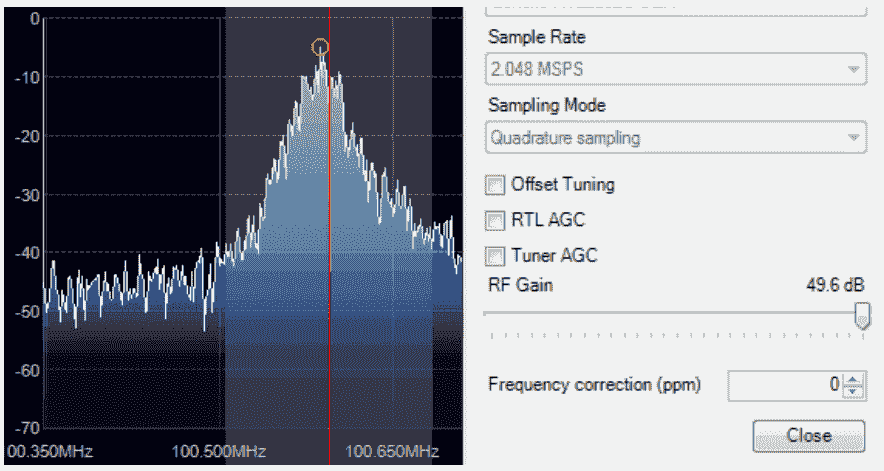 0
-10
-20
-30
-40
-50
-60
-70
00.350MHz 100.500MHz 100.650MHz
Sample Rate
2.048 MSPS
Sampling Mode
Quadrature sampling
Offset Tuning
RTL AGC
Tuner AGC
RF Gain 49.6 dB
Frequency correction (ppm) 0
Close